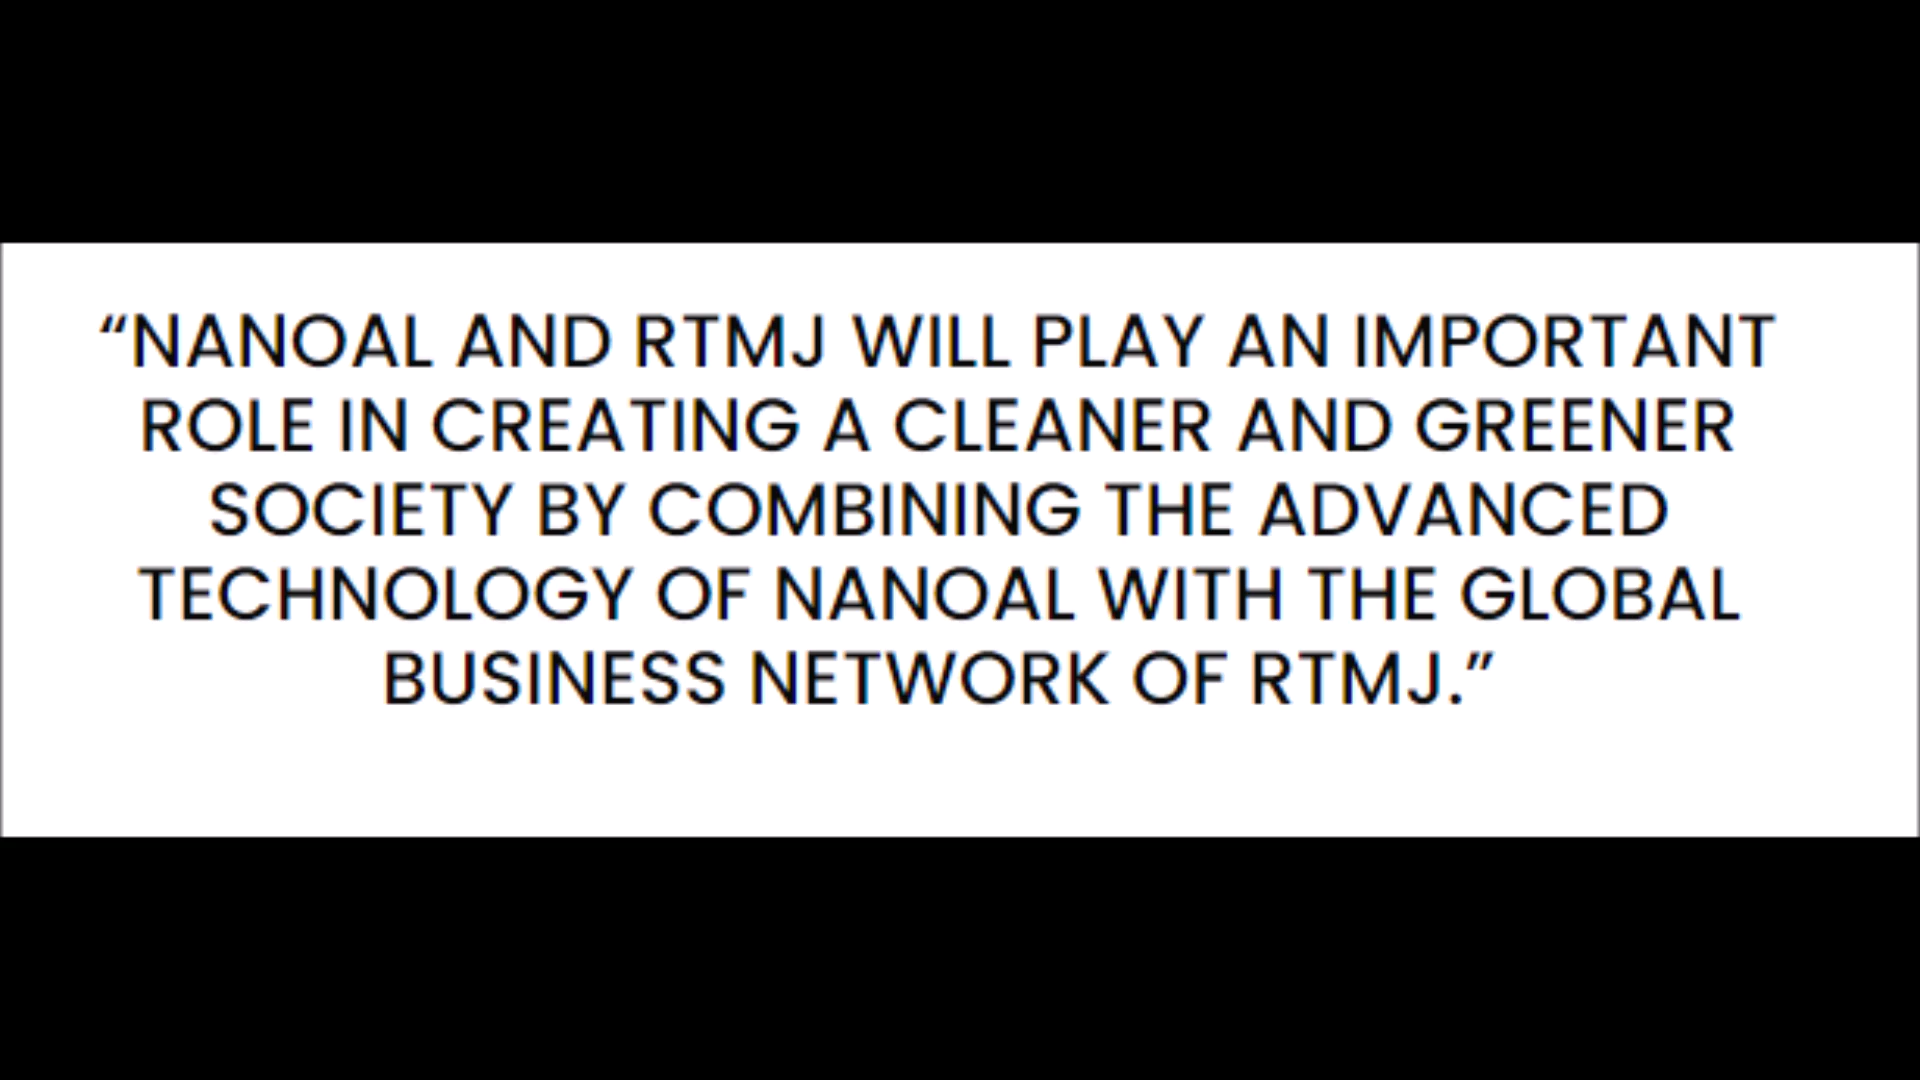 “NANOAL AND RTMJ WILL PLAY AN IMPORTANT
ROLE IN CREATING A CLEANER AND GREENER
SOCIETY BY COMBINING THE ADVANCED
TECHNOLOGY OF NANOAL WITH THE GLOBAL
BUSINESS NETWORK OF RTMJ.”